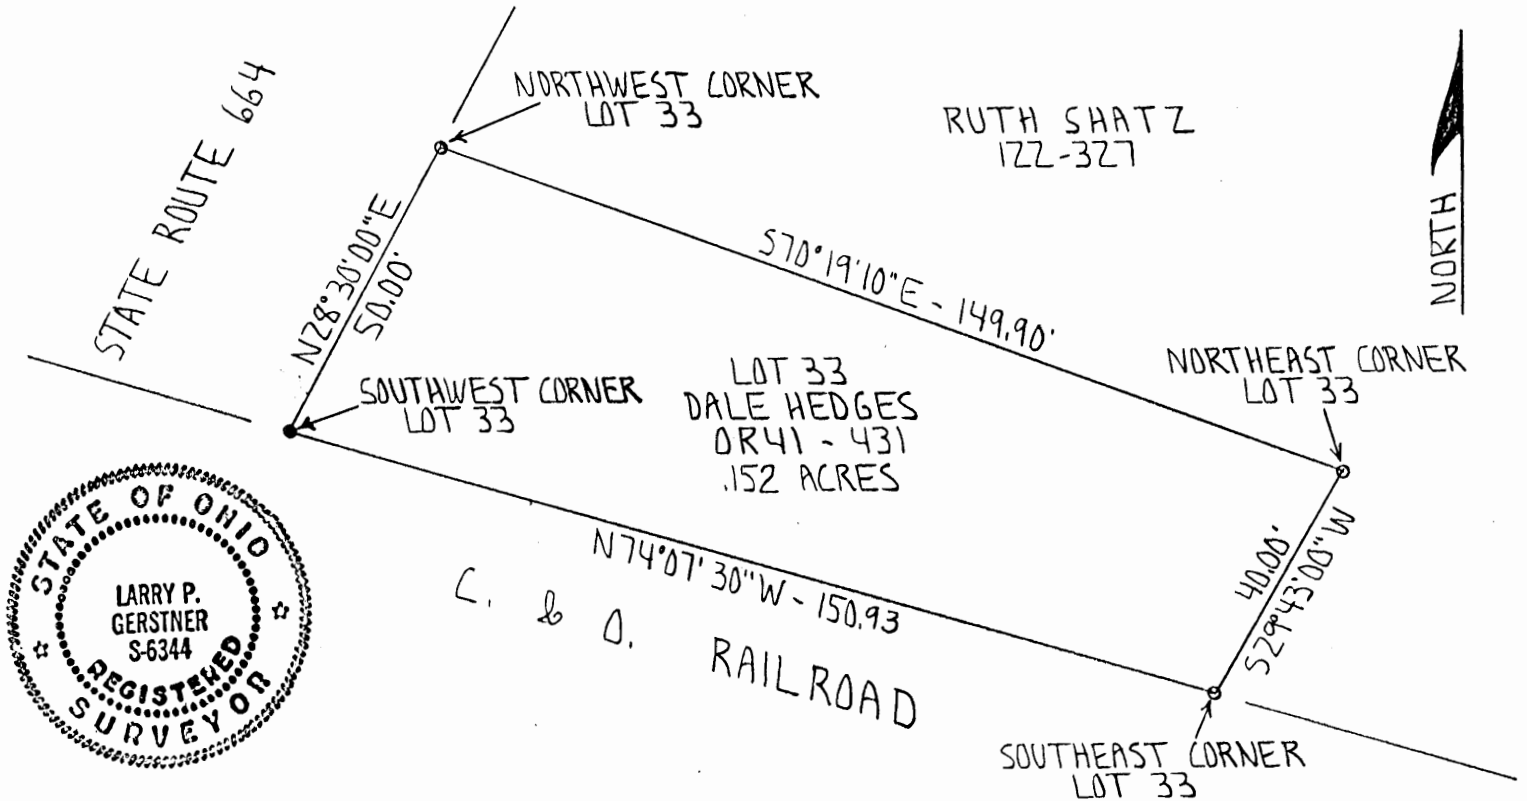 STATE ROUTE 664
NORTHWEST CORNER
LOT 33
RUTH SHATZ
122-327
NORTH
N28°30'00"E
50.00'
S70°19'10"E - 149.90'
SOUTHWEST CORNER
LOT 33
LOT 33
DALE HEDGES
OR41 - 431
.152 ACRES
NORTHEAST CORNER
LOT 33
40.00'
S29°43'00"W
N74°07'30"W - 150.93
C. & O. RAILROAD
SOUTHEAST CORNER
LOT 33
STATE OF OHIO
LARRY P.
GERSTNER
S-6344
REGISTERED
SURVEYOR